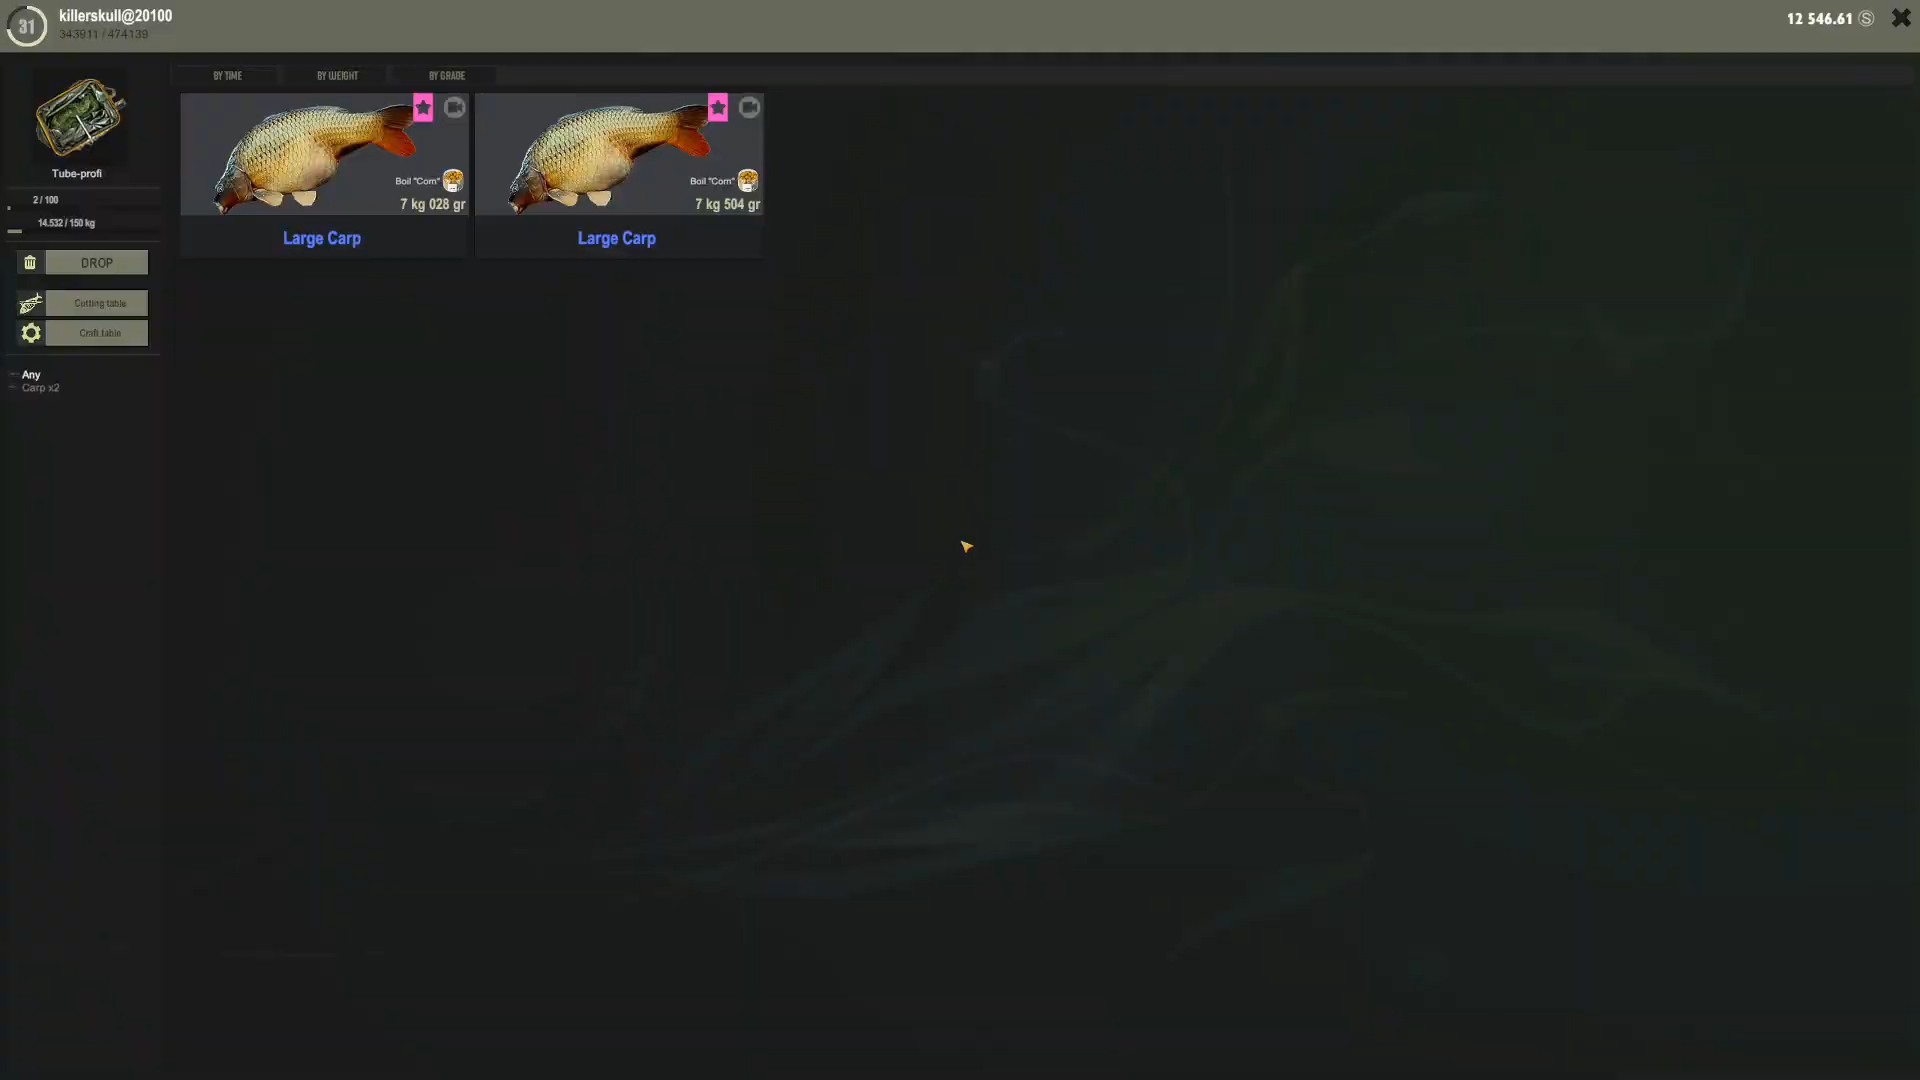 31
killerskull@20100
343911 / 474139
12 546.61 S
BY TIME
BY WEIGHT
BY GRADE
Tube-profi
2 / 100
14.532 / 150 kg
DROP
Cutting table
Craft table
Any
Carp x2
Boil "Corn"
7 kg 028 gr
Large Carp
Boil "Corn"
7 kg 504 gr
Large Carp